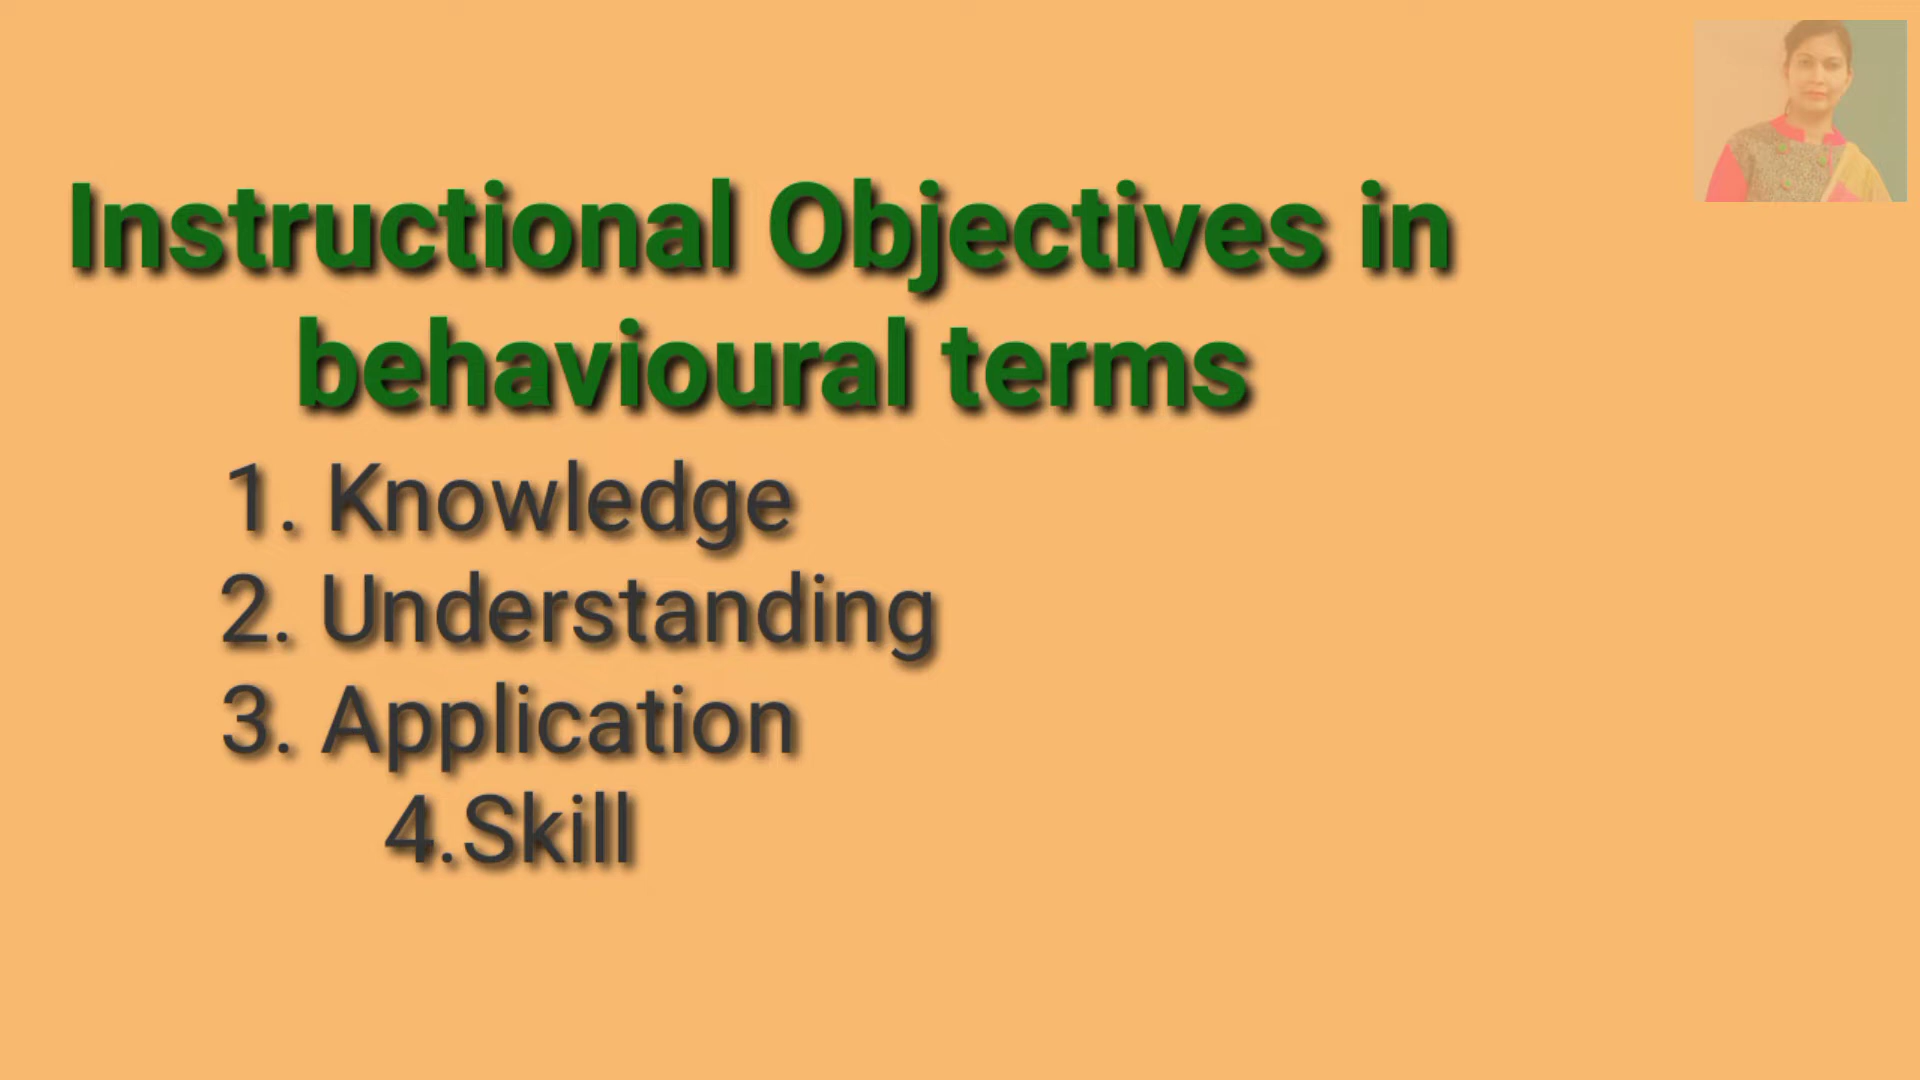 Instructional Objectives in
behavioural terms
1. Knowledge
2. Understanding
3. Application
4.Skill